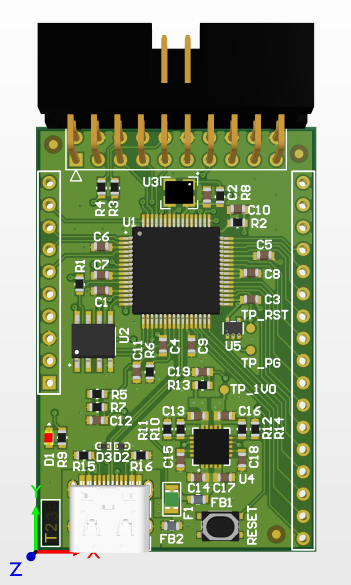 U3
R4
R3
C2
R8
C10
R2
U1
C6
C5
C7
C8
R1
C1
C3
TP_RST
U2
C11
R6
C4
C9
U5
TP_PG
C19
R13
TP_1V0
R5
R7
C12
C13
C16
R11
R10
R12
R14
D1
R9
D3
D2
R15
R16
C15
C18
U4
C14
C17
F1
FB1
FB2
RESET
Y
X
Z